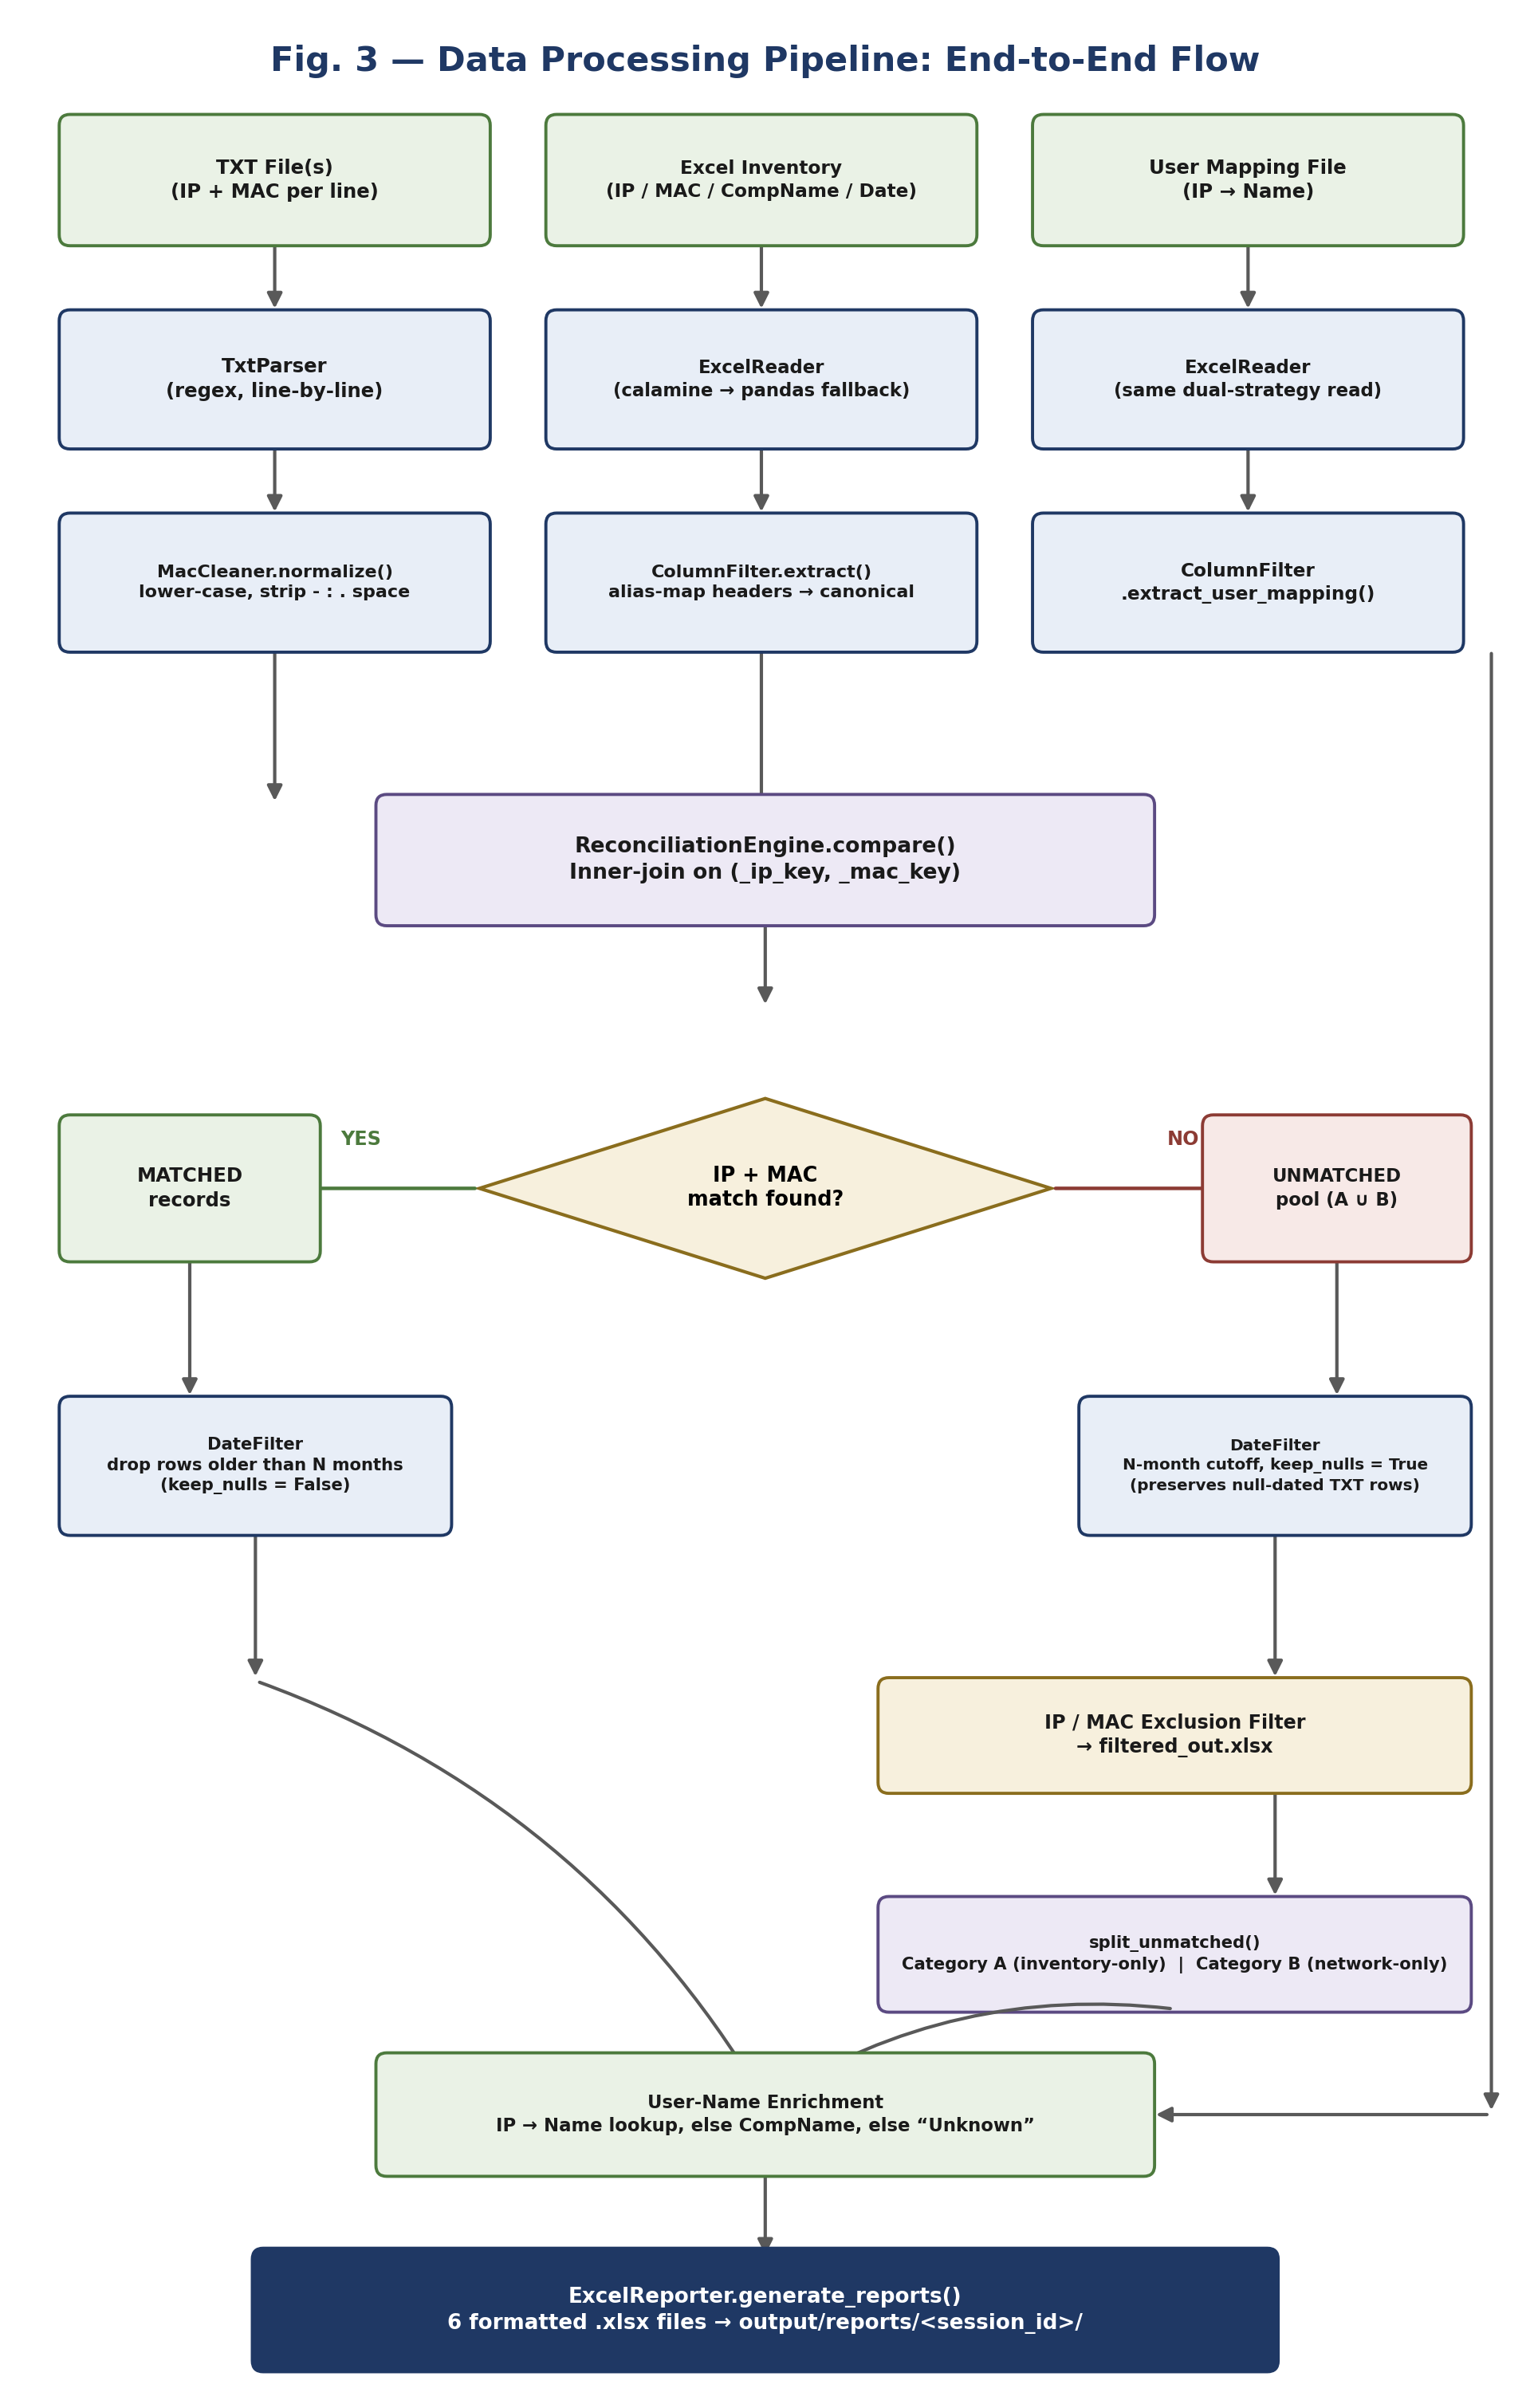 Fig. 3 — Data Processing Pipeline: End-to-End Flow
TXT File(s)
(IP + MAC per line)
Excel Inventory
(IP / MAC / CompName / Date)
User Mapping File
(IP → Name)
TxtParser
(regex, line-by-line)
ExcelReader
(calamine → pandas fallback)
ExcelReader
(same dual-strategy read)
MacCleaner.normalize()
lower-case, strip - : . space
ColumnFilter.extract()
alias-map headers → canonical
ColumnFilter
.extract_user_mapping()
ReconciliationEngine.compare()
Inner-join on (_ip_key, _mac_key)
MATCHED
records
YES
IP + MAC
match found?
NO
UNMATCHED
pool (A ∪ B)
DateFilter
drop rows older than N months
(keep_nulls = False)
DateFilter
N-month cutoff, keep_nulls = True
(preserves null-dated TXT rows)
IP / MAC Exclusion Filter
→ filtered_out.xlsx
split_unmatched()
Category A (inventory-only) | Category B (network-only)
User-Name Enrichment
IP → Name lookup, else CompName, else “Unknown”
ExcelReporter.generate_reports()
6 formatted .xlsx files → output/reports/<session_id>/